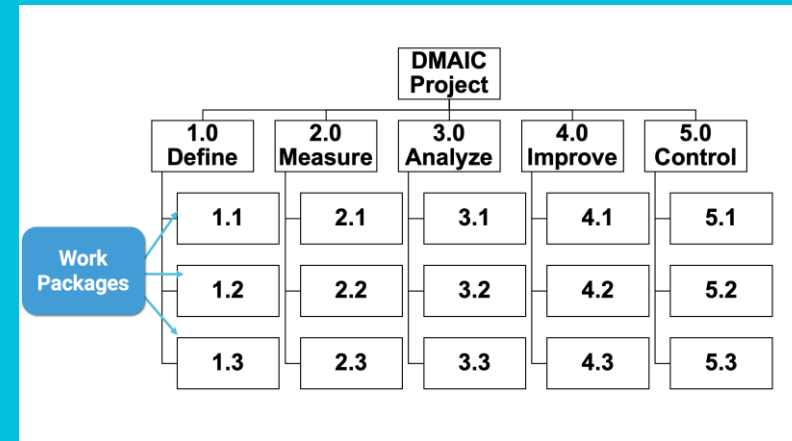 DMAIC
Project
1.0
Define
2.0
Measure
3.0
Analyze
4.0
Improve
5.0
Control
1.1
2.1
3.1
4.1
5.1
Work
Packages
1.2
2.2
3.2
4.2
5.2
1.3
2.3
3.3
4.3
5.3